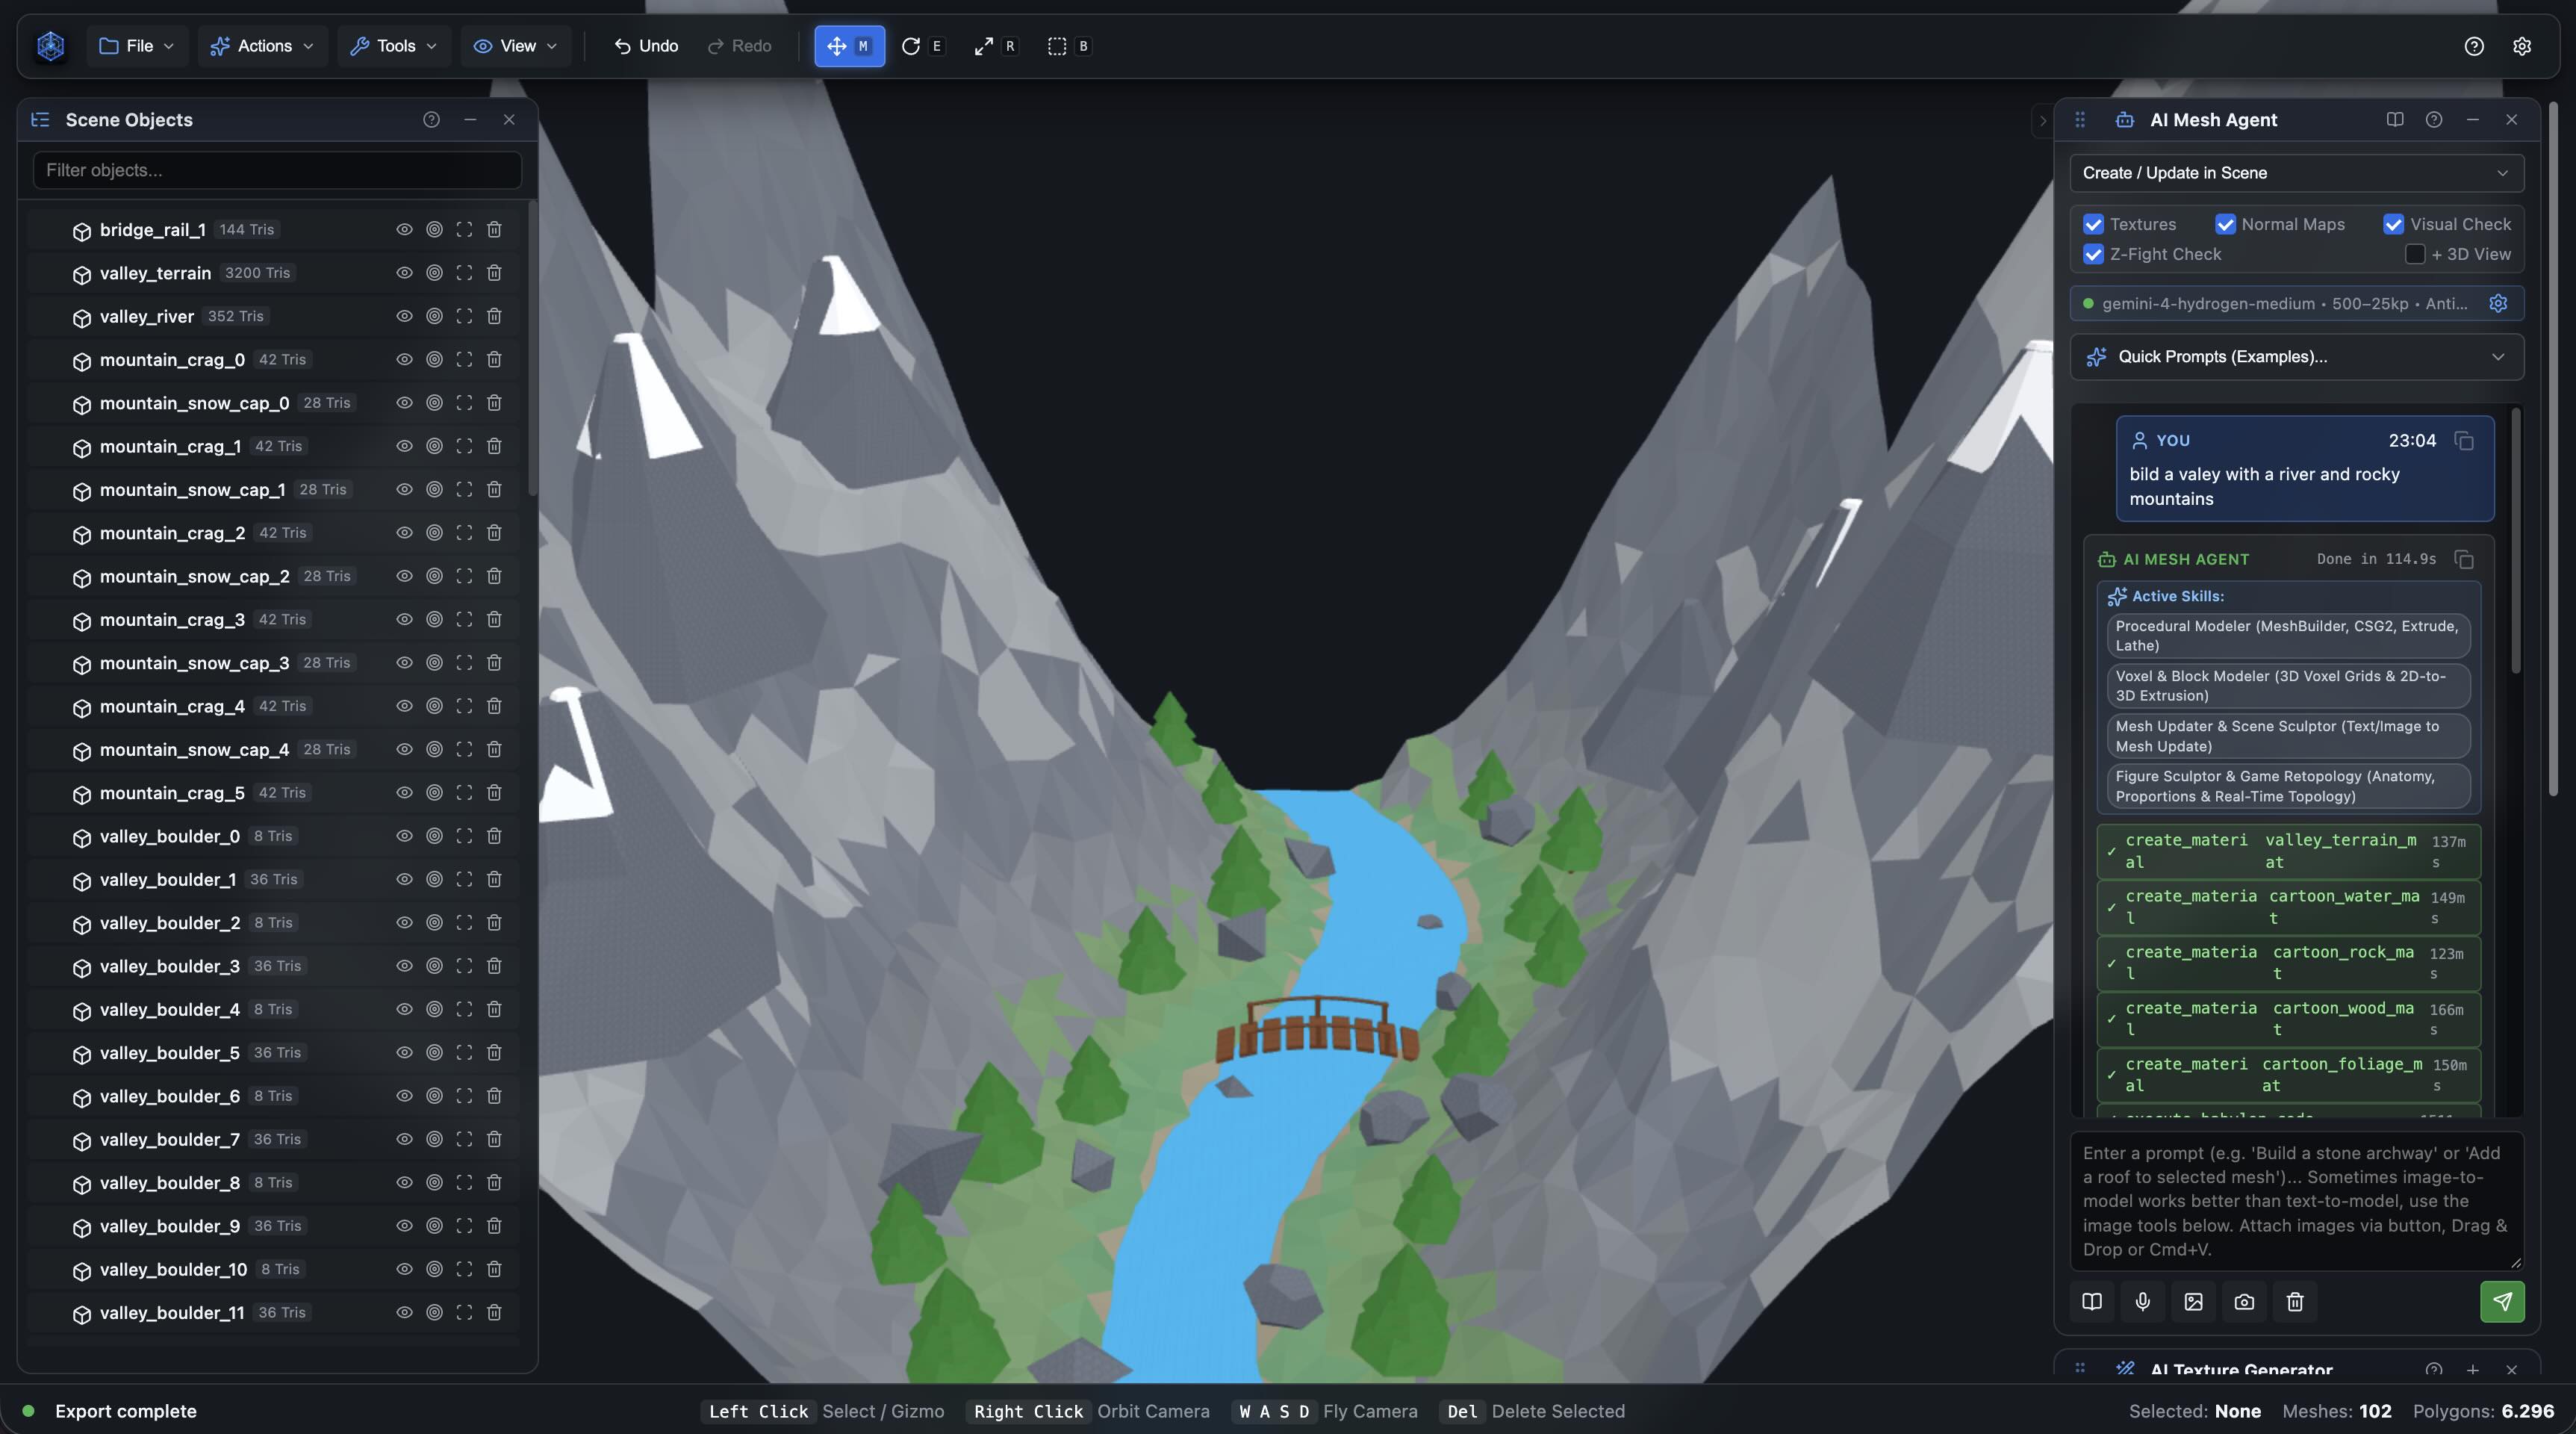 File
Actions
Tools
View
Undo
Redo
M
E
R
B
Scene Objects
Filter objects...
bridge_rail_1 144 Tris
valley_terrain 3200 Tris
valley_river 352 Tris
mountain_crag_0 42 Tris
mountain_snow_cap_0 28 Tris
mountain_crag_1 42 Tris
mountain_snow_cap_1 28 Tris
mountain_crag_2 42 Tris
mountain_snow_cap_2 28 Tris
mountain_crag_3 42 Tris
mountain_snow_cap_3 28 Tris
mountain_crag_4 42 Tris
mountain_snow_cap_4 28 Tris
mountain_crag_5 42 Tris
valley_boulder_0 8 Tris
valley_boulder_1 36 Tris
valley_boulder_2 8 Tris
valley_boulder_3 36 Tris
valley_boulder_4 8 Tris
valley_boulder_5 36 Tris
valley_boulder_6 8 Tris
valley_boulder_7 36 Tris
valley_boulder_8 8 Tris
valley_boulder_9 36 Tris
valley_boulder_10 8 Tris
valley_boulder_11 36 Tris
AI Mesh Agent
Create / Update in Scene
Textures
Normal Maps
Visual Check
Z-Fight Check
+ 3D View
gemini-4-hydrogen-medium • 500–25kp • Anti...
Quick Prompts (Examples)...
YOU 23:04
bild a valey with a river and rocky
mountains
AI MESH AGENT Done in 114.9s
Active Skills:
Procedural Modeler (MeshBuilder, CSG2, Extrude,
Lathe)
Voxel & Block Modeler (3D Voxel Grids & 2D-to-
3D Extrusion)
Mesh Updater & Scene Sculptor (Text/Image to
Mesh Update)
Figure Sculptor & Game Retopology (Anatomy,
Proportions & Real-Time Topology)
✓ create_materi valley_terrain_m 137m
al at s
✓ create_materia cartoon_water_ma 149m
l t s
✓ create_materia cartoon_rock_ma 123m
l t s
✓ create_materia cartoon_wood_ma 166m
l t s
✓ create_materi cartoon_foliage_m 150m
al at s
Enter a prompt (e.g. 'Build a stone archway' or 'Add
a roof to selected mesh')... Sometimes image-to-
model works better than text-to-model, use the
image tools below. Attach images via button, Drag &
Drop or Cmd+V.
AI Texture Generator
Export complete
Left Click Select / Gizmo Right Click Orbit Camera W A S D Fly Camera Del Delete Selected
Selected: None Meshes: 102 Polygons: 6.296